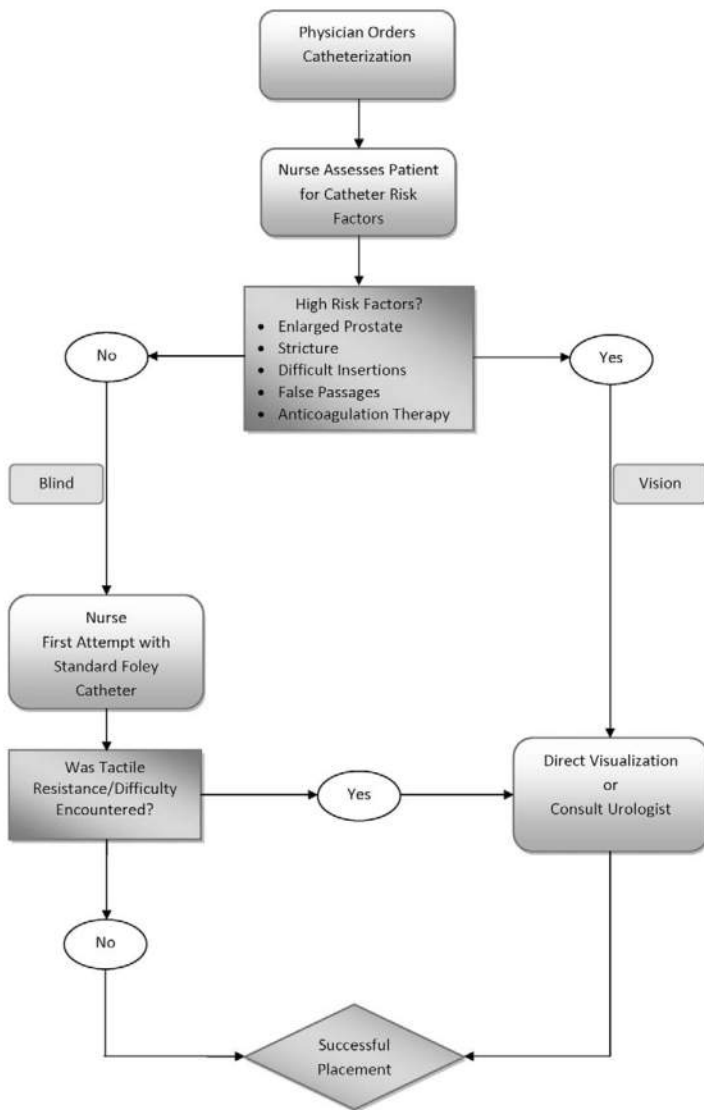 Physician Orders
Catheterization
Nurse Assesses Patient
for Catheter Risk
Factors
High Risk Factors?
• Enlarged Prostate
• Stricture
• Difficult Insertions
• False Passages
• Anticoagulation Therapy
No
Yes
Blind
Vision
Nurse
First Attempt with
Standard Foley
Catheter
Was Tactile
Resistance/Difficulty
Encountered?
Yes
Direct Visualization
or
Consult Urologist
No
Successful
Placement